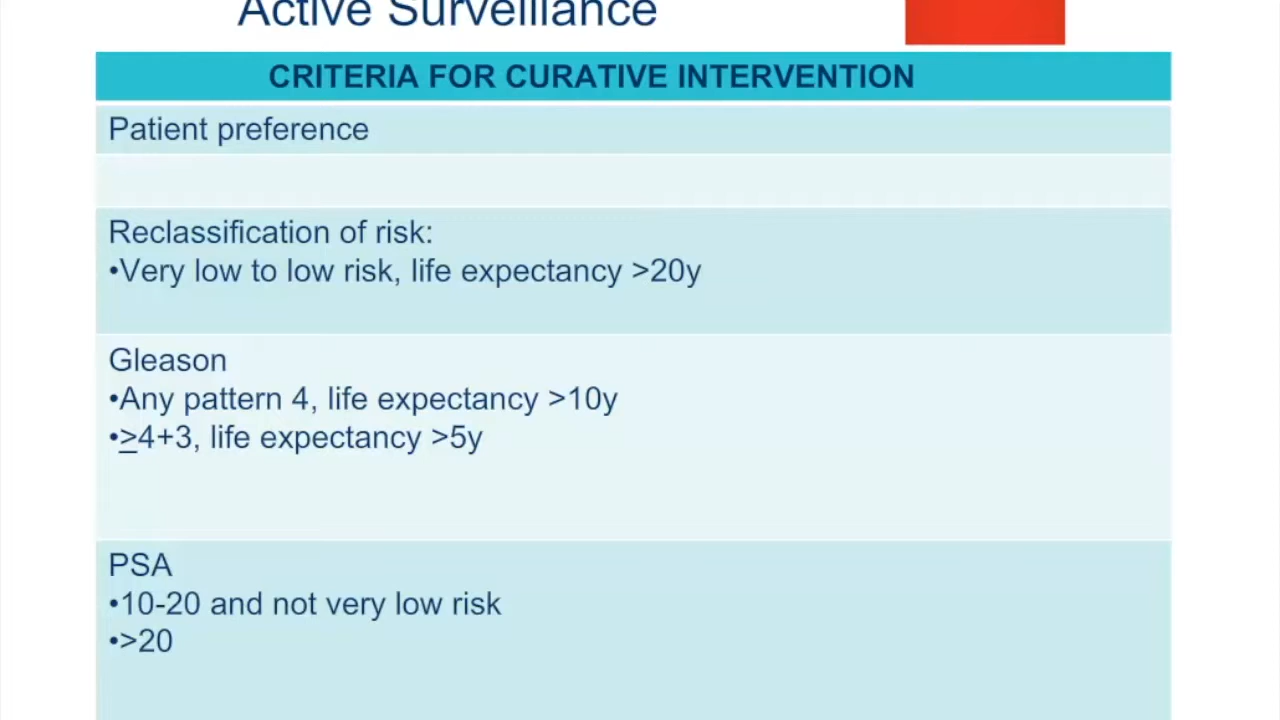 Active Surveillance
CRITERIA FOR CURATIVE INTERVENTION
Patient preference
Reclassification of risk:
•Very low to low risk, life expectancy >20y
Gleason
•Any pattern 4, life expectancy >10y
•≥4+3, life expectancy >5y
PSA
•10-20 and not very low risk
•>20